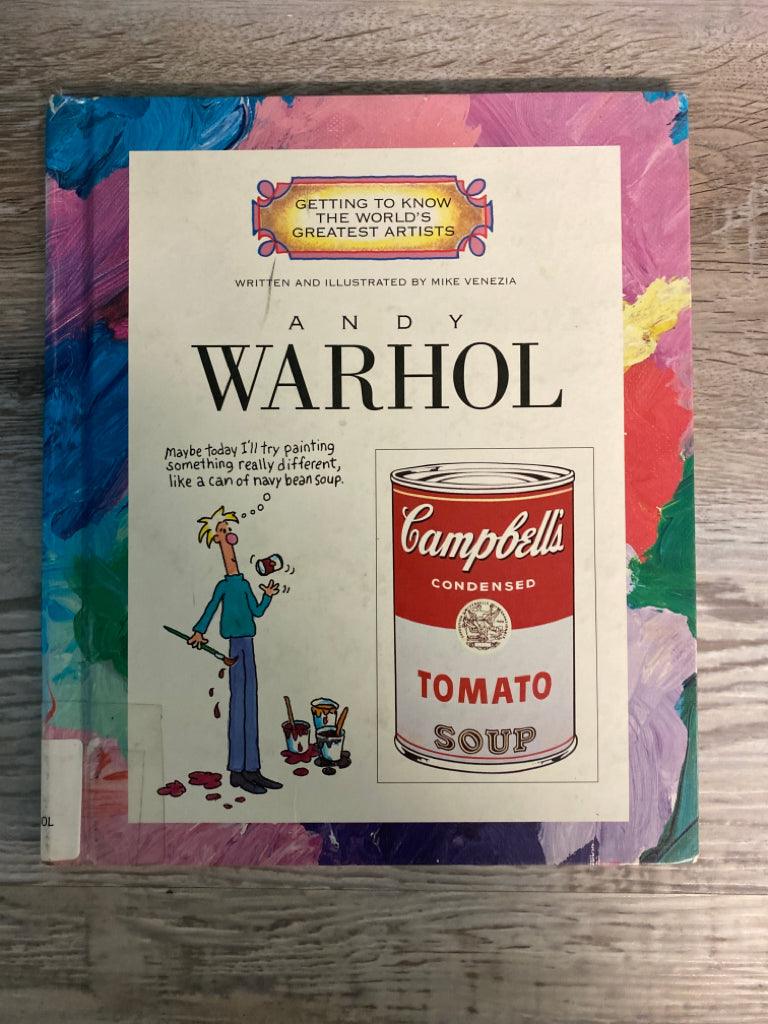 GETTING TO KNOW
THE WORLD'S
GREATEST ARTISTS
WRITTEN AND ILLUSTRATED BY MIKE VENEZIA
ANDY
WARHOL
Maybe today I'll try painting
something really different,
like a can of navy bean soup.
Campbell's
CONDENSED
TOMATO
SOUP
OL